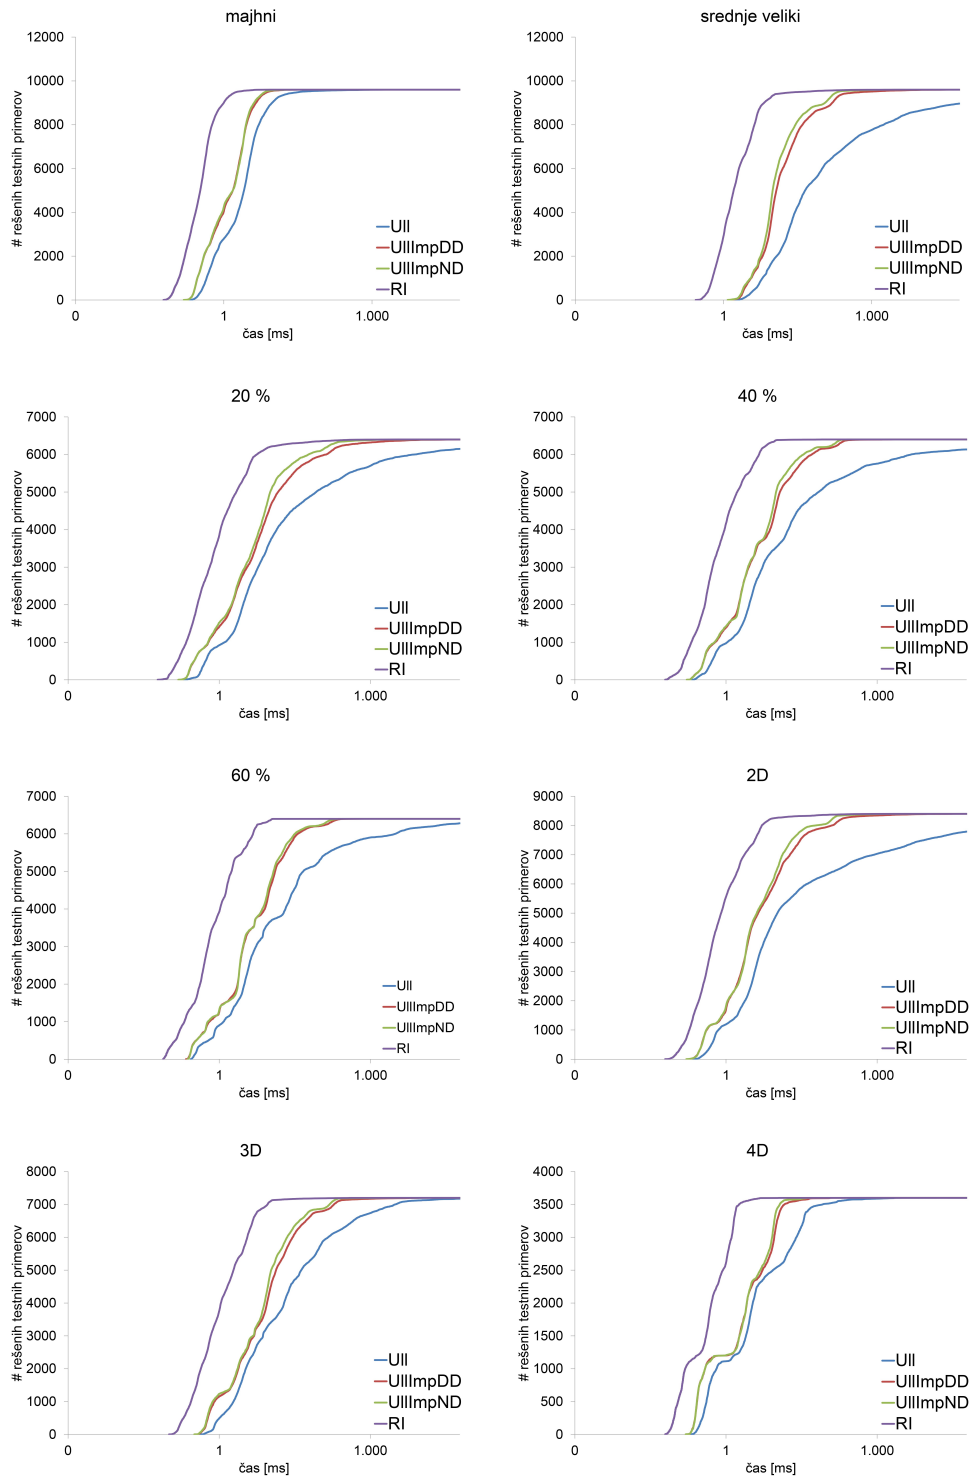 majhni
12000
10000
8000
6000
4000
2000
0
# rešenih testnih primerov
0
1
1.000
čas [ms]
Ull
UllImpDD
UllImpND
RI
srednje veliki
12000
10000
8000
6000
4000
2000
0
# rešenih testnih primerov
0
1
1.000
čas [ms]
Ull
UllImpDD
UllImpND
RI
20 %
7000
6000
5000
4000
3000
2000
1000
0
# rešenih testnih primerov
0
1
1.000
čas [ms]
Ull
UllImpDD
UllImpND
RI
40 %
7000
6000
5000
4000
3000
2000
1000
0
# rešenih testnih primerov
0
1
1.000
čas [ms]
Ull
UllImpDD
UllImpND
RI
60 %
7000
6000
5000
4000
3000
2000
1000
0
# rešenih testnih primerov
0
1
1.000
čas [ms]
Ull
UllImpDD
UllImpND
RI
2D
9000
8000
7000
6000
5000
4000
3000
2000
1000
0
# rešenih testnih primerov
0
1
1.000
čas [ms]
Ull
UllImpDD
UllImpND
RI
3D
8000
7000
6000
5000
4000
3000
2000
1000
0
# rešenih testnih primerov
0
1
1.000
čas [ms]
Ull
UllImpDD
UllImpND
RI
4D
4000
3500
3000
2500
2000
1500
1000
500
0
# rešenih testnih primerov
0
1
1.000
čas [ms]
Ull
UllImpDD
UllImpND
RI